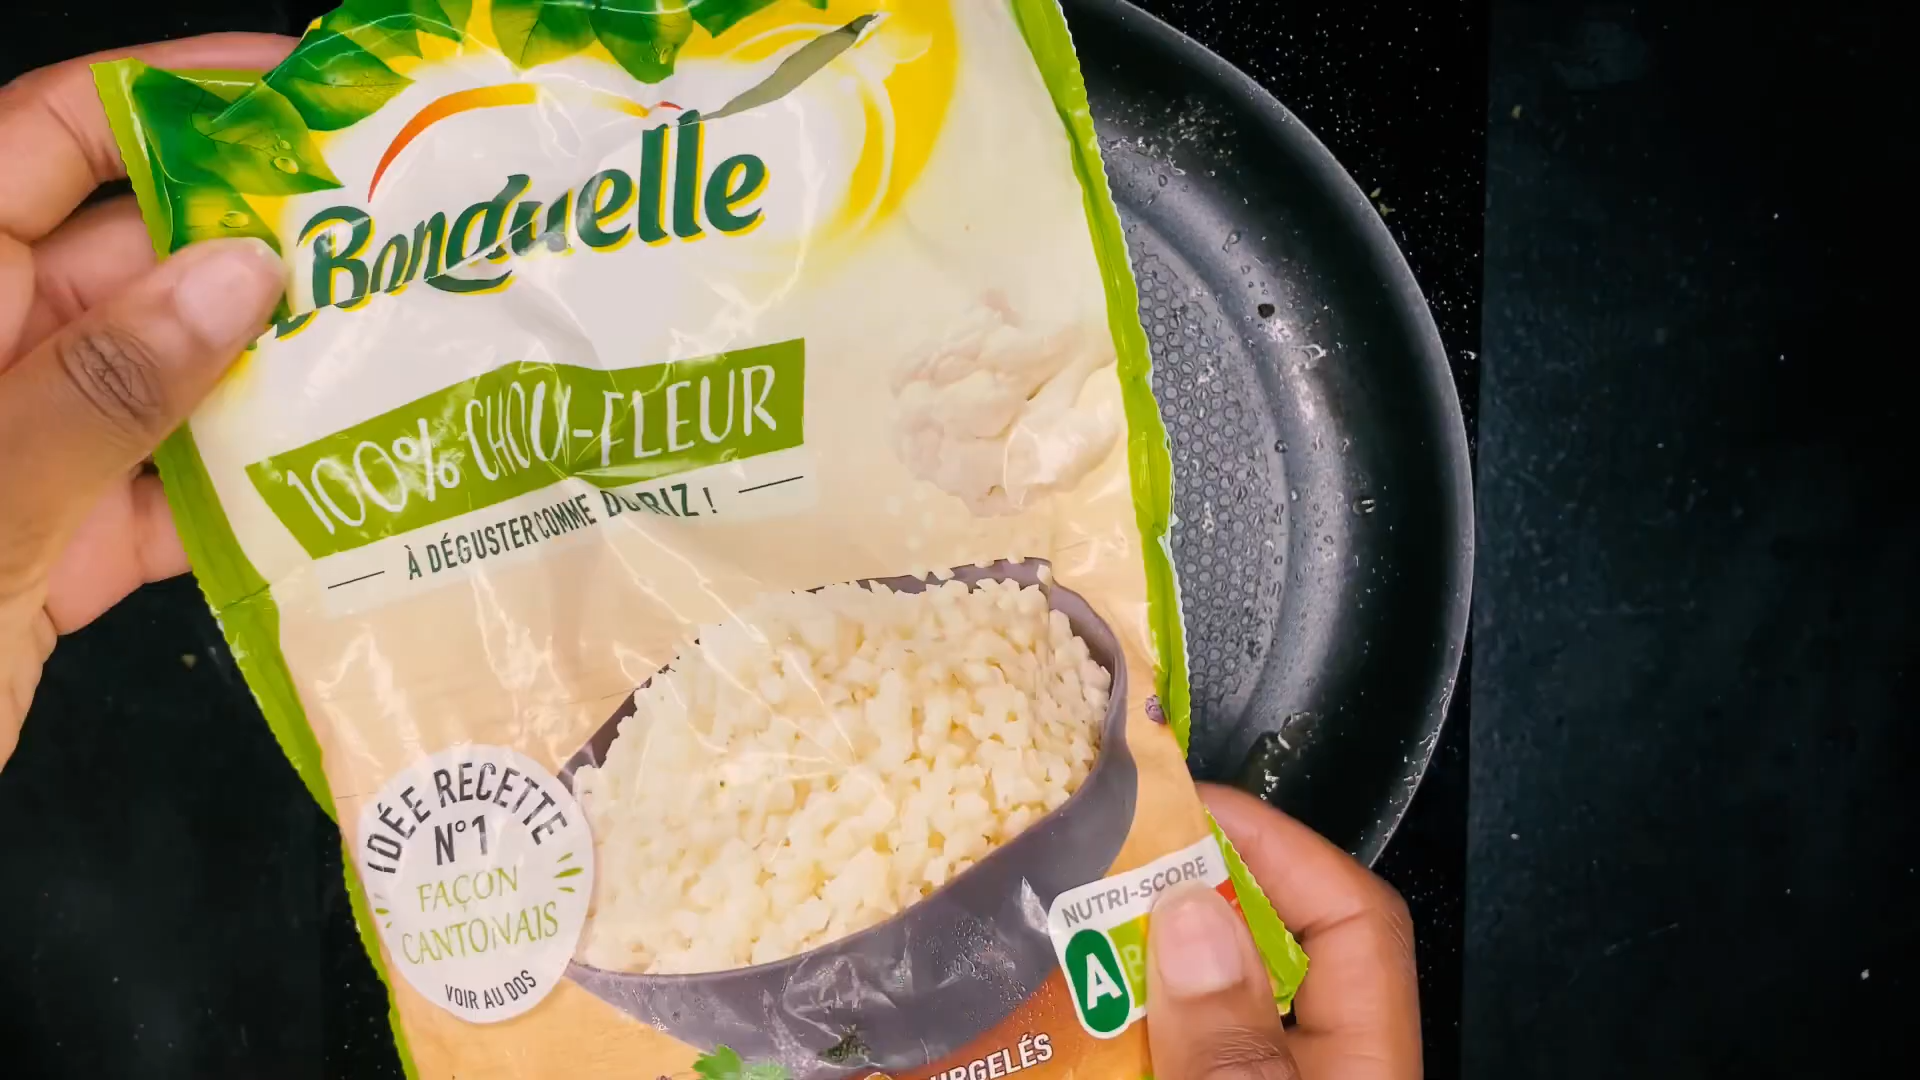 Bonduelle
100% CHOU-FLEUR
À DÉGUSTER COMME DU RIZ !
IDÉE RECETTE
N°1
FAÇON
CANTONAIS
VOIR AU DOS
NUTRI-SCORE
A B